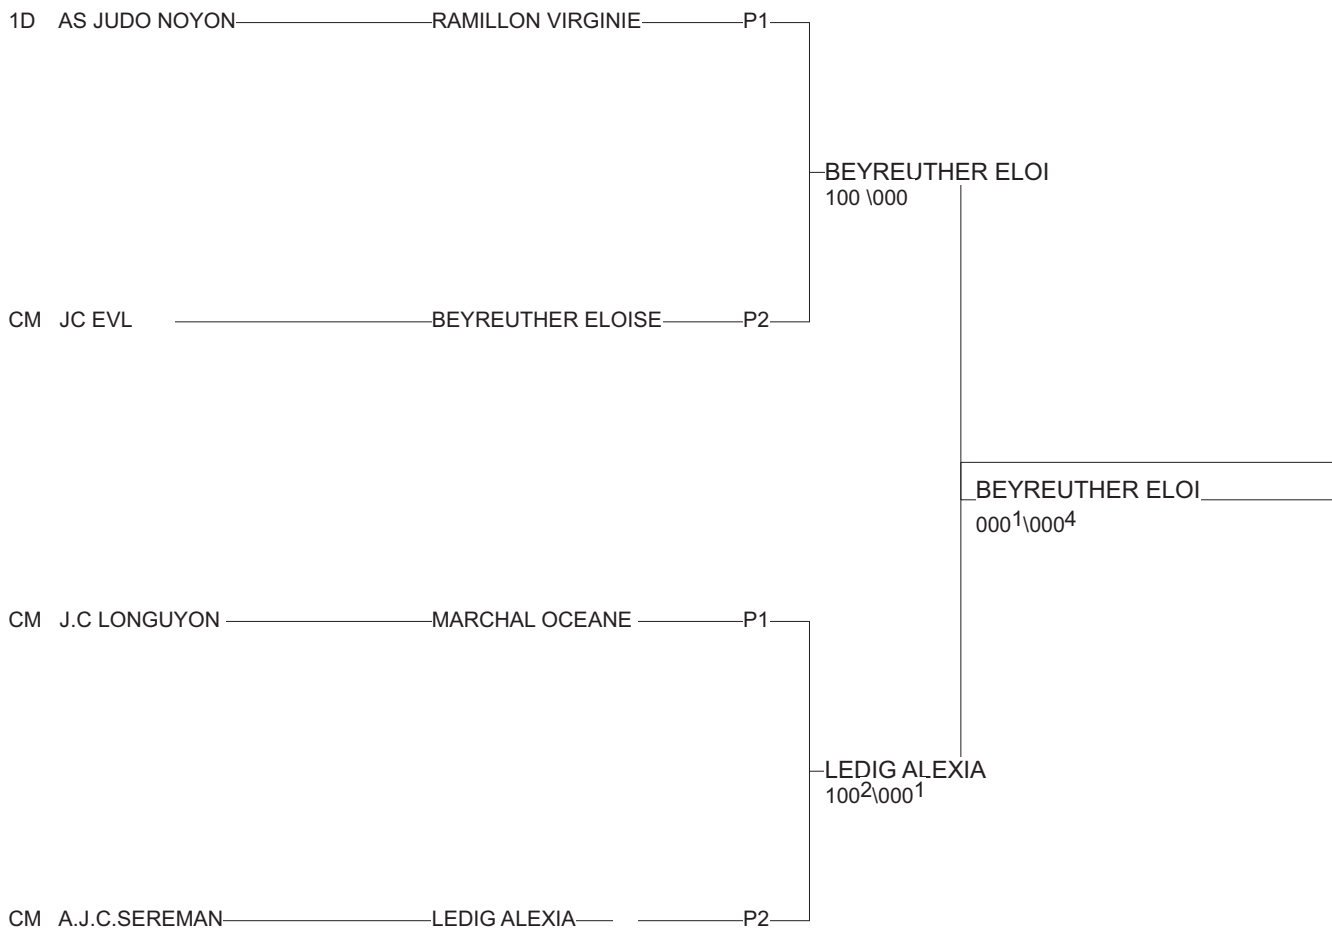 1D AS JUDO NOYON RAMILLON VIRGINIE P1
BEYREUTHER ELOI
100 \000
CM JC EVL BEYREUTHER ELOISE P2
BEYREUTHER ELOI
000¹\000⁴
CM J.C LONGUYON MARCHAL OCEANE P1
LEDIG ALEXIA
100²\000¹
CM A.J.C.SEREMAN LEDIG ALEXIA P2